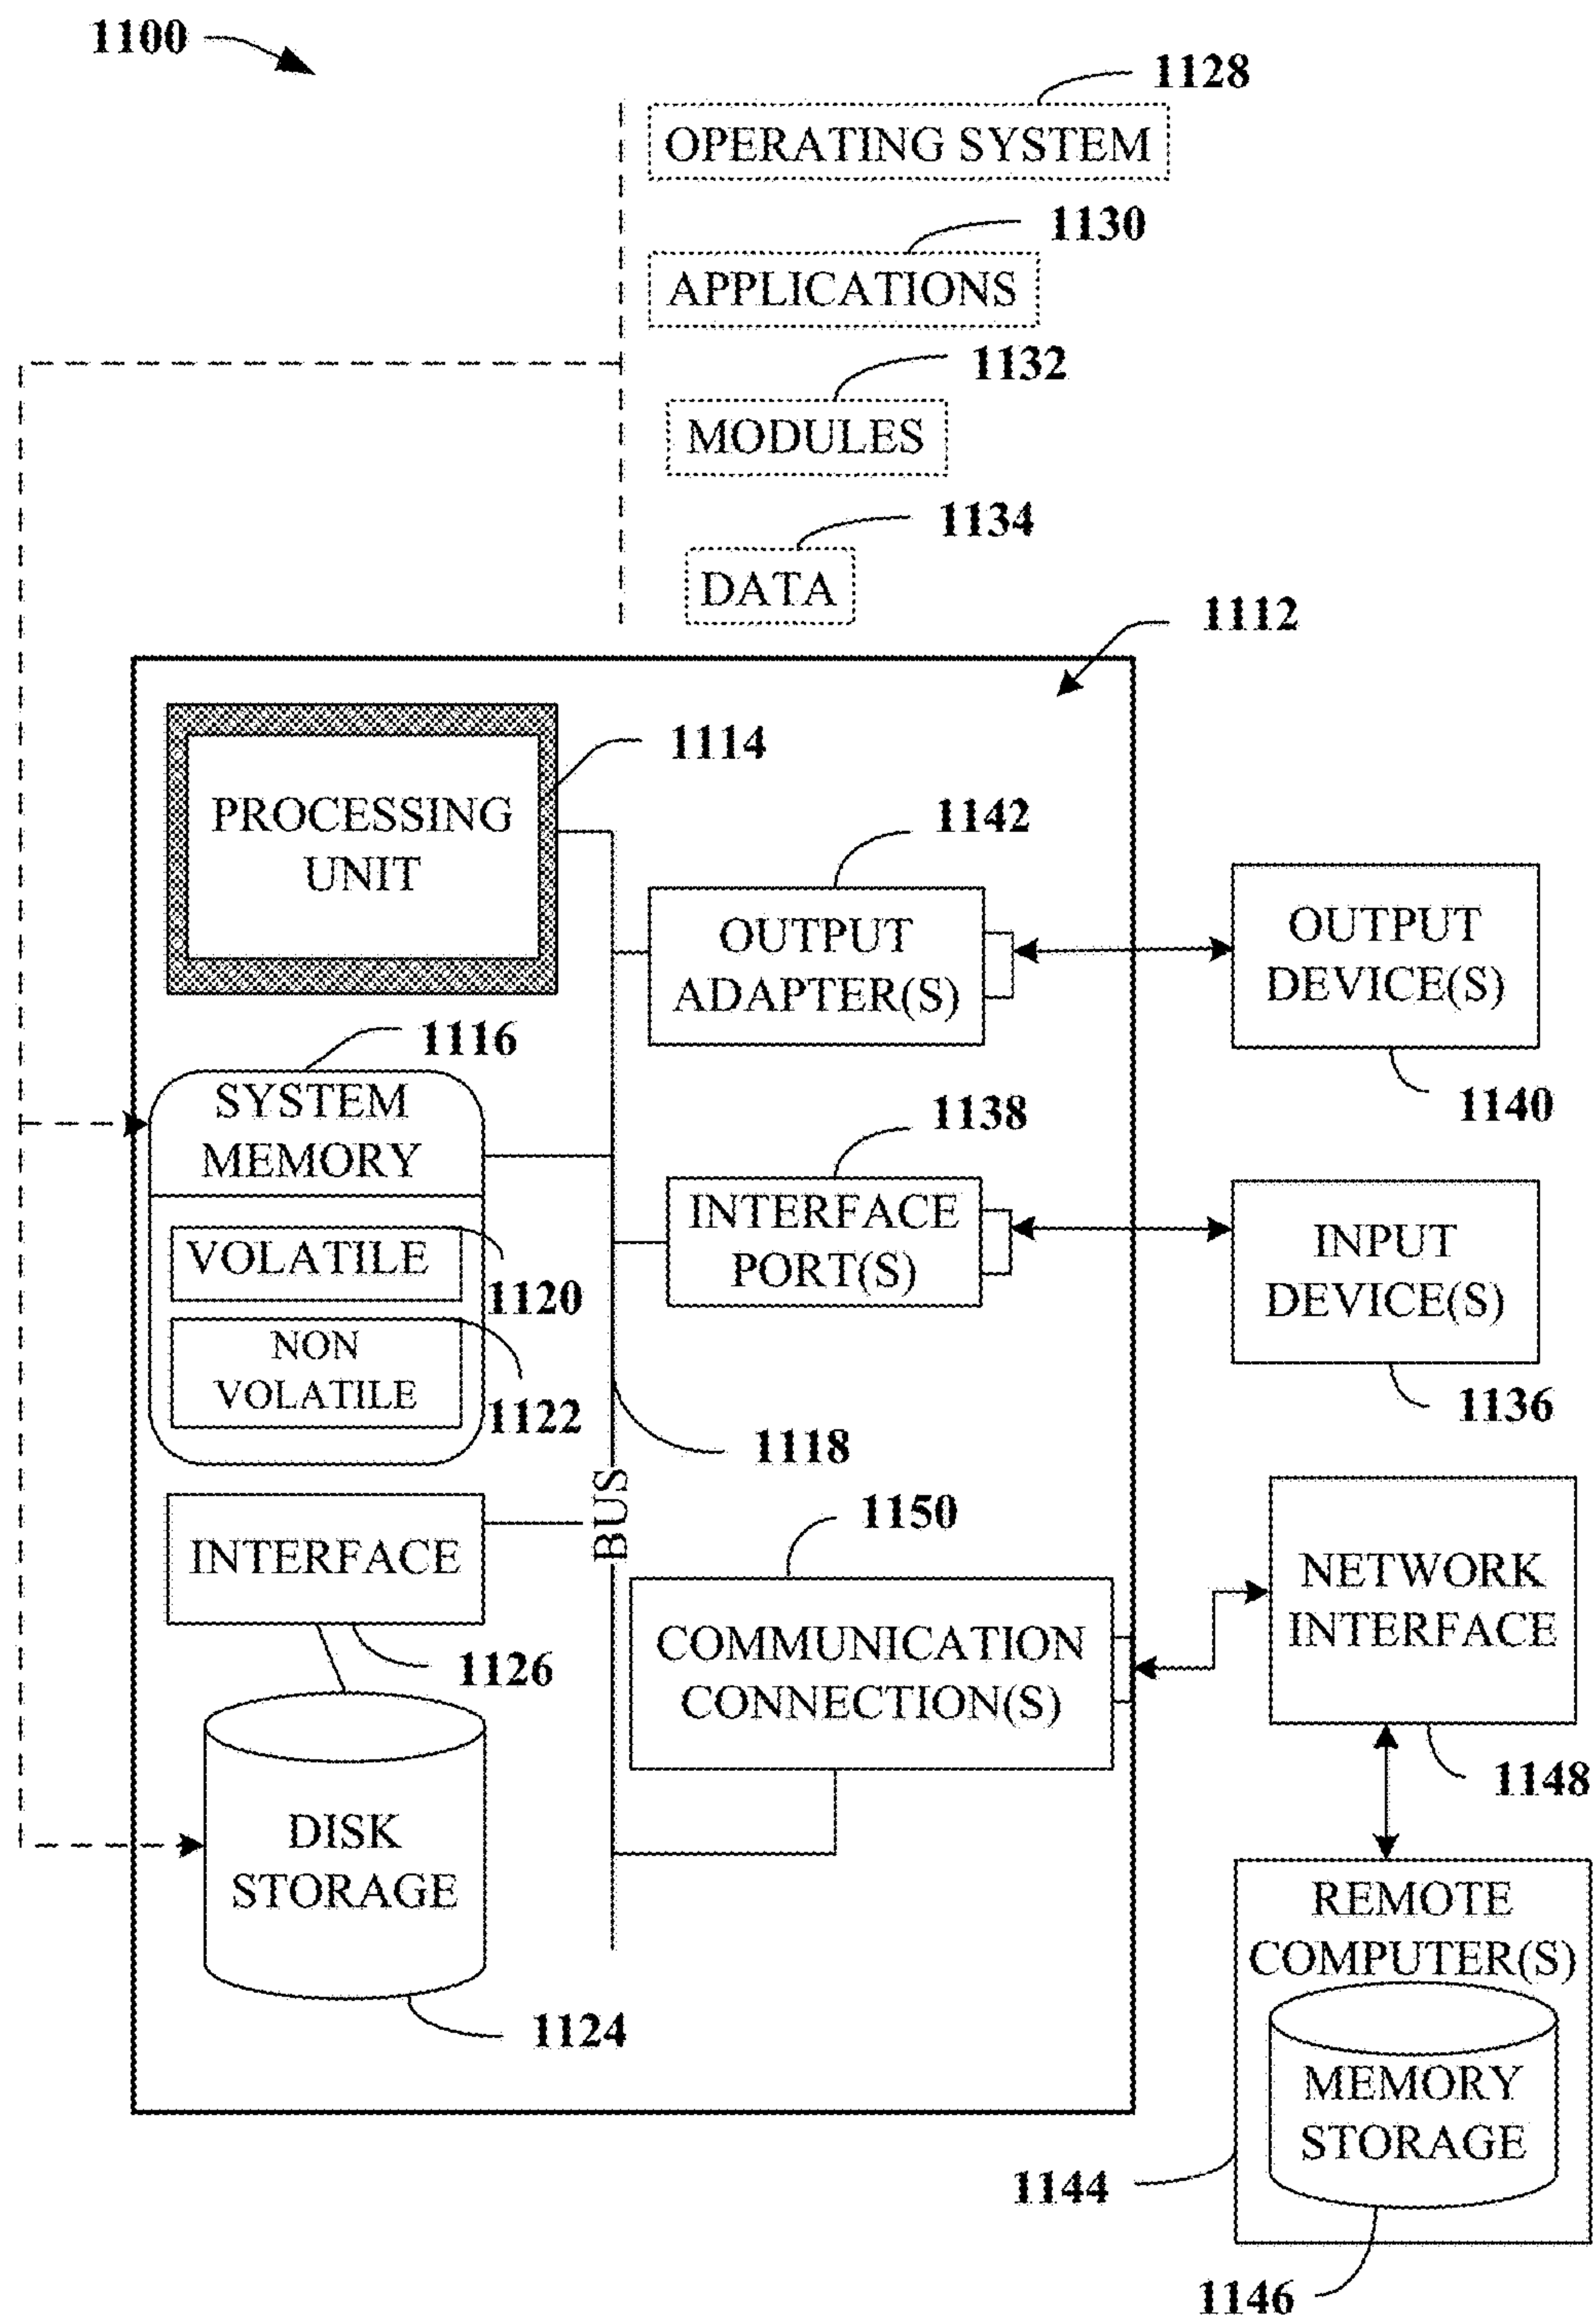 1100
1128
OPERATING SYSTEM
1130
APPLICATIONS
1132
MODULES
1134
DATA
1112
PROCESSING
UNIT
1114
1142
OUTPUT
ADAPTER(S)
OUTPUT
DEVICE(S)
1140
1116
SYSTEM
MEMORY
VOLATILE
1120
NON
VOLATILE
1122
1138
INTERFACE
PORT(S)
INPUT
DEVICE(S)
1136
1118
BUS
INTERFACE
1126
1150
COMMUNICATION
CONNECTION(S)
NETWORK
INTERFACE
1148
DISK
STORAGE
1124
REMOTE
COMPUTER(S)
MEMORY
STORAGE
1144
1146